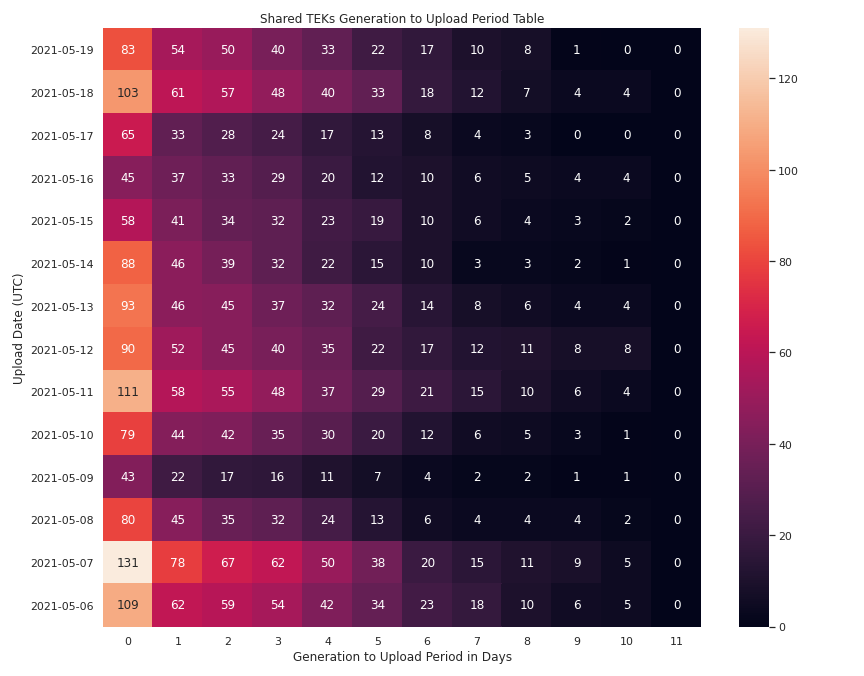 Shared TEKs Generation to Upload Period Table
Upload Date (UTC)
2021-05-19 83 54 50 40 33 22 17 10 8 1 0 0
2021-05-18 103 61 57 48 40 33 18 12 7 4 4 0
2021-05-17 65 33 28 24 17 13 8 4 3 0 0 0
2021-05-16 45 37 33 29 20 12 10 6 5 4 4 0
2021-05-15 58 41 34 32 23 19 10 6 4 3 2 0
2021-05-14 88 46 39 32 22 15 10 3 3 2 1 0
2021-05-13 93 46 45 37 32 24 14 8 6 4 4 0
2021-05-12 90 52 45 40 35 22 17 12 11 8 8 0
2021-05-11 111 58 55 48 37 29 21 15 10 6 4 0
2021-05-10 79 44 42 35 30 20 12 6 5 3 1 0
2021-05-09 43 22 17 16 11 7 4 2 2 1 1 0
2021-05-08 80 45 35 32 24 13 6 4 4 4 2 0
2021-05-07 131 78 67 62 50 38 20 15 11 9 5 0
2021-05-06 109 62 59 54 42 34 23 18 10 6 5 0
0 1 2 3 4 5 6 7 8 9 10 11
Generation to Upload Period in Days
120
100
80
60
40
20
0